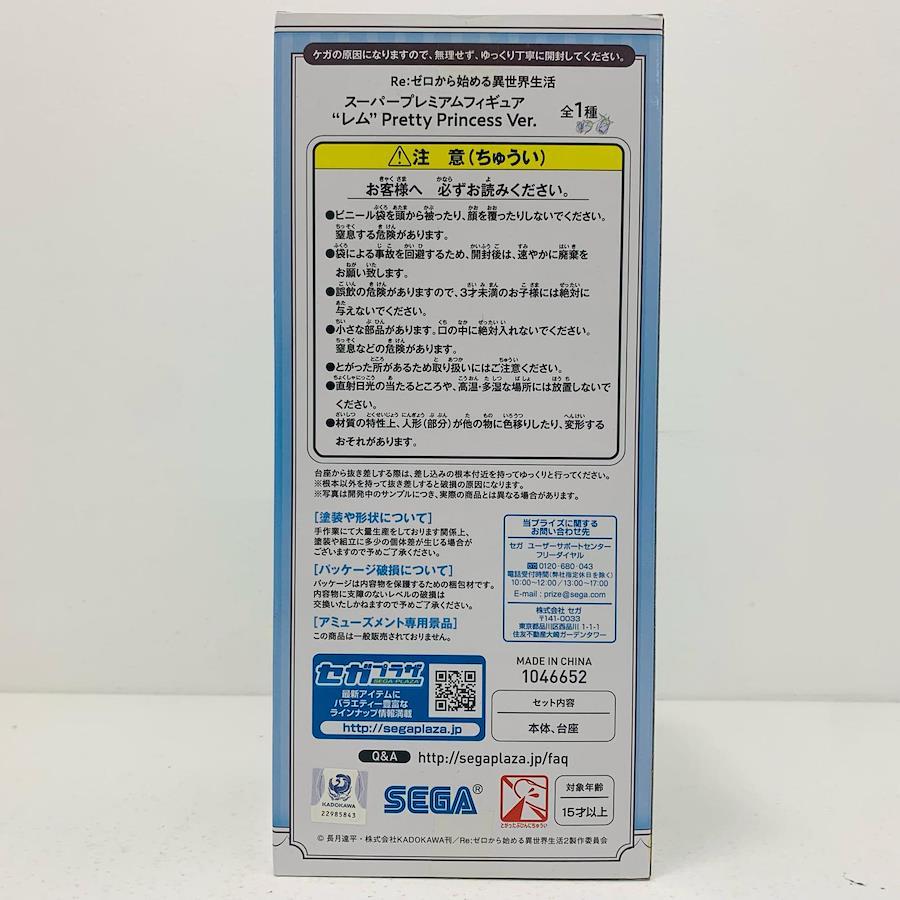 ケガの原因になりますので、無理せず、ゆっくり丁寧に開封してください。
Re:ゼロから始める異世界生活
スーパープレミアムフィギュア
“レム” Pretty Princess Ver.
全1種
注 意(ちゅうい)
お客様へ 必ずお読みください。
●ビニール袋を頭から被ったり、顔を覆ったりしないでください。
窒息する危険があります。
●袋による事故を回避するため、開封後は、速やかに廃棄を
お願い致します。
●誤飲の危険がありますので、3才未満のお子様には絶対に
与えないでください。
●小さな部品があります。口の中に絶対入れないでください。
窒息などの危険があります。
●とがった所があるため取り扱いにはご注意ください。
●直射日光の当たるところや、高温・多湿な場所には放置しないで
ください。
●材質の特性上、人形(部分)が他の物に色移りしたり、変形する
おそれがあります。
台座から抜き差しする際は、差し込みの根本付近を持ってゆっくりと行ってください。
※根本以外を持って抜き差しすると破損の原因になります。
※写真は開発中のサンプルにつき、実際の商品とは異なる場合があります。
[塗装や形状について]
手作業にて大量生産をしております関係上、
塗装や組立に多少の個体差が生じる場合が
ございますので予めご了承ください。
[パッケージ破損について]
パッケージは内容物を保護するための梱包材です。
内容物に支障のないレベルの破損は
交換いたしかねますので予めご了承ください。
[アミューズメント専用景品]
この商品は一般販売されておりません。
当プライズに関する
お問い合わせ先
セガ ユーザーサポートセンター
フリーダイヤル
0120-680-043
電話受付時間(弊社指定休日を除く)
10:00~12:00/13:00~17:00
E-mail : prize@sega.com
株式会社 セガ
〒141-0033
東京都品川区西品川 1-1-1
住友不動産大崎ガーデンタワー
セガプラザ
SEGA PLAZA
最新アイテムに
バラエティー豊富な
ラインナップ情報満載
http://segaplaza.jp
MADE IN CHINA
1046652
セット内容
本体、台座
Q&A http://segaplaza.jp/faq
KADOKAWA
22985843
SEGA®
とがったぶひんにちゅうい
対象年齢
15才以上
© 長月達平・株式会社KADOKAWA刊/Re:ゼロから始める異世界生活2製作委員会